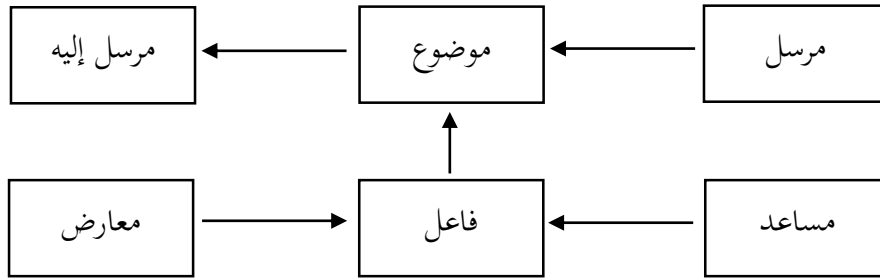 مرسل
موضوع
مرسل إليه
مساعد
فاعل
معارض